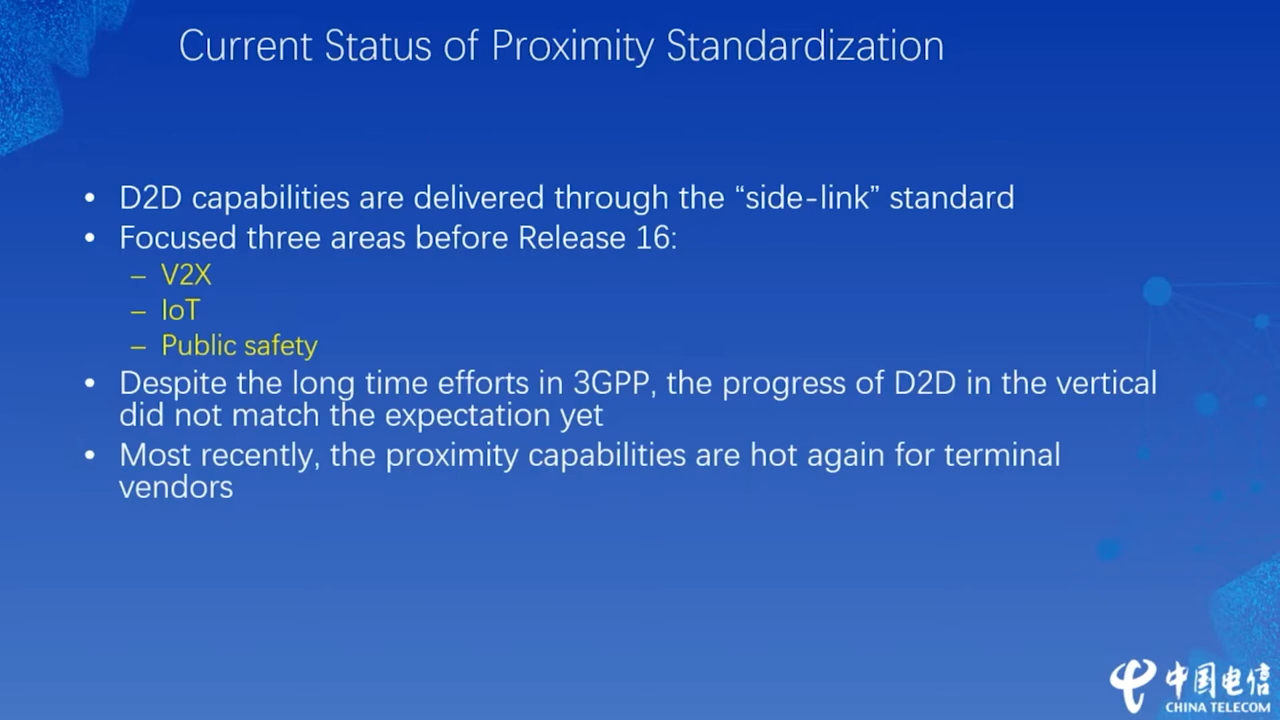 Current Status of Proximity Standardization
• D2D capabilities are delivered through the “side-link” standard
• Focused three areas before Release 16:
– V2X
– IoT
– Public safety
• Despite the long time efforts in 3GPP, the progress of D2D in the vertical
did not match the expectation yet
• Most recently, the proximity capabilities are hot again for terminal
vendors
中国电信
CHINA TELECOM